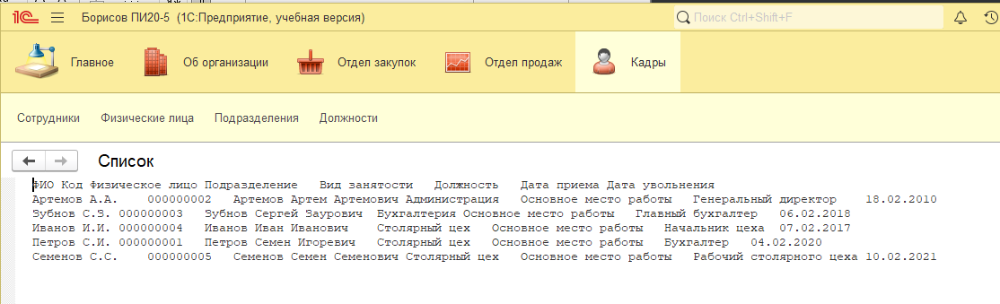 1С Борисов ПИ20-5 (1С:Предприятие, учебная версия) Поиск Ctrl+Shift+F
Главное Об организации Отдел закупок Отдел продаж Кадры
Сотрудники Физические лица Подразделения Должности
Список
ФИО Код Физическое лицо Подразделение Вид занятости Должность Дата приема Дата увольнения
Артемов А.А. 000000002 Артемов Артем Артемович Администрация Основное место работы Генеральный директор 18.02.2010
Зубнов С.З. 000000003 Зубнов Сергей Заурович Бухгалтерия Основное место работы Главный бухгалтер 06.02.2018
Иванов И.И. 000000004 Иванов Иван Иванович Столярный цех Основное место работы Начальник цеха 07.02.2017
Петров С.И. 000000001 Петров Семен Игоревич Столярный цех Основное место работы Бухгалтер 04.02.2020
Семенов С.С. 000000005 Семенов Семен Семенович Столярный цех Основное место работы Рабочий столярного цеха 10.02.2021